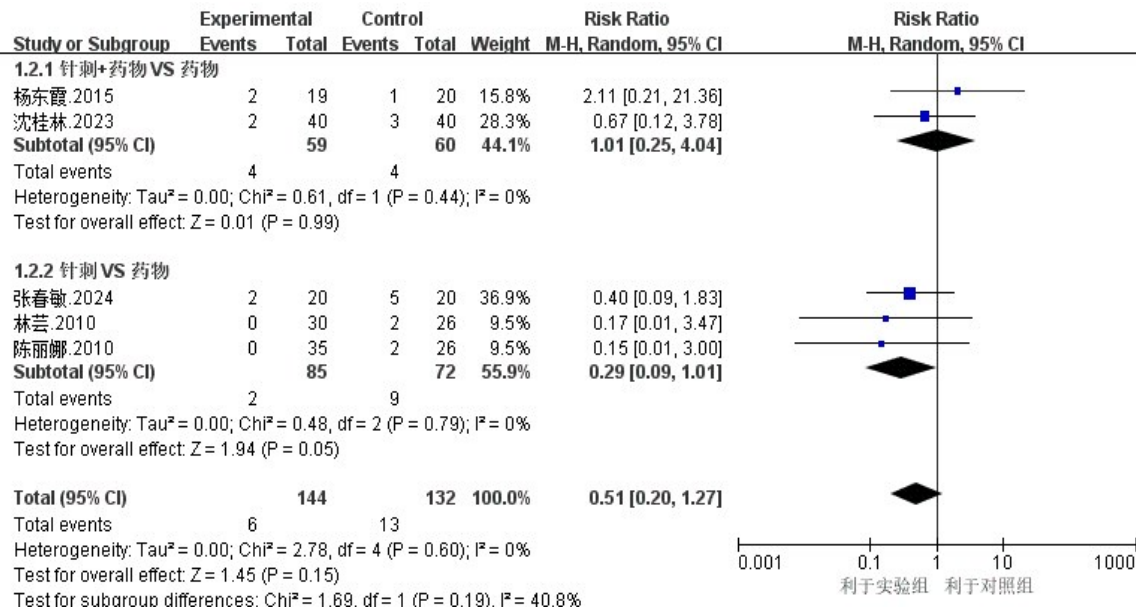 Experimental Control Risk Ratio Risk Ratio
Study or Subgroup Events Total Events Total Weight M-H, Random, 95% CI M-H, Random, 95% CI
1.2.1 针刺+药物 VS 药物
杨东霞.2015 2 19 1 20 15.8% 2.11 [0.21, 21.36]
沈桂林.2023 2 40 3 40 28.3% 0.67 [0.12, 3.78]
Subtotal (95% CI) 59 60 44.1% 1.01 [0.25, 4.04]
Total events 4 4
Heterogeneity: Tau² = 0.00; Chi² = 0.61, df = 1 (P = 0.44); I² = 0%
Test for overall effect: Z = 0.01 (P = 0.99)
1.2.2 针刺 VS 药物
张春敏.2024 2 20 5 20 36.9% 0.40 [0.09, 1.83]
林芸.2010 0 30 2 26 9.5% 0.17 [0.01, 3.47]
陈丽娜.2010 0 35 2 26 9.5% 0.15 [0.01, 3.00]
Subtotal (95% CI) 85 72 55.9% 0.29 [0.09, 1.01]
Total events 2 9
Heterogeneity: Tau² = 0.00; Chi² = 0.48, df = 2 (P = 0.79); I² = 0%
Test for overall effect: Z = 1.94 (P = 0.05)
Total (95% CI) 144 132 100.0% 0.51 [0.20, 1.27]
Total events 6 13
Heterogeneity: Tau² = 0.00; Chi² = 2.78, df = 4 (P = 0.60); I² = 0%
Test for overall effect: Z = 1.45 (P = 0.15)
Test for subgroup differences: Chi² = 1.69, df = 1 (P = 0.19), I² = 40.8%
0.001 0.1 1 10 1000
利于实验组 利于对照组